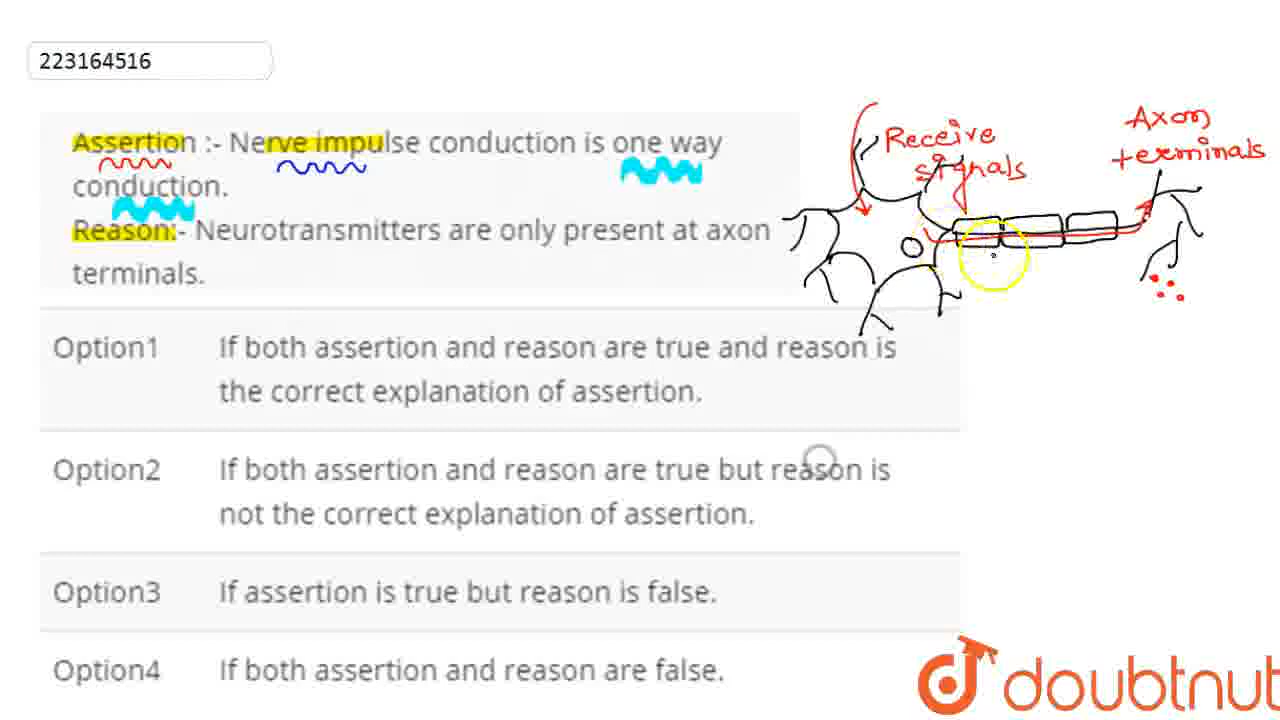 223164516
Assertion :- Nerve impulse conduction is one way
conduction.
Reason:- Neurotransmitters are only present at axon
terminals.
Receive
signals
Axon
terminals
Option1 If both assertion and reason are true and reason is
the correct explanation of assertion.
Option2 If both assertion and reason are true but reason is
not the correct explanation of assertion.
Option3 If assertion is true but reason is false.
Option4 If both assertion and reason are false.
doubtnut